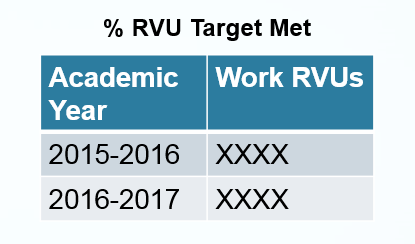 % RVU Target Met
Academic Year Work RVUs
2015-2016 XXXX
2016-2017 XXXX